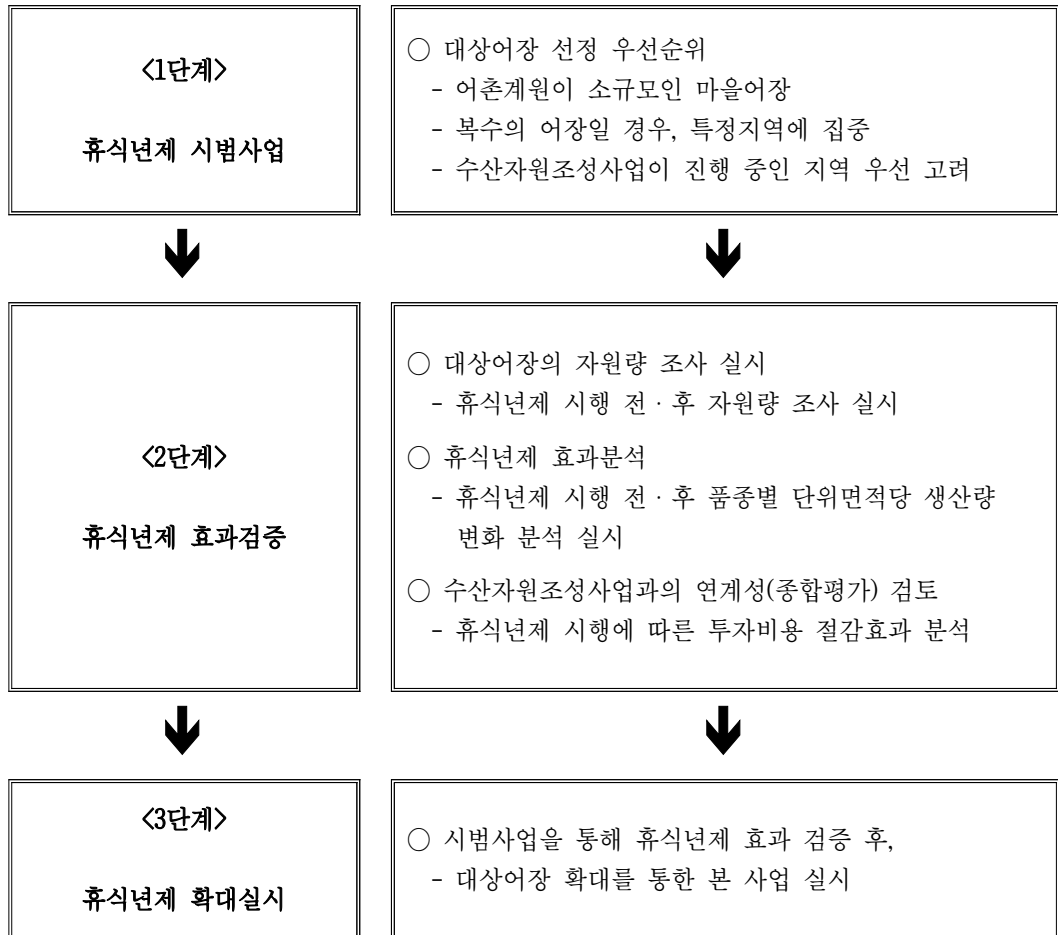 <1단계>
휴식년제 시범사업
○ 대상어장 선정 우선순위
- 어촌계원이 소규모인 마을어장
- 복수의 어장일 경우, 특정지역에 집중
- 수산자원조성사업이 진행 중인 지역 우선 고려
<2단계>
휴식년제 효과검증
○ 대상어장의 자원량 조사 실시
- 휴식년제 시행 전·후 자원량 조사 실시
○ 휴식년제 효과분석
- 휴식년제 시행 전·후 품종별 단위면적당 생산량
변화 분석 실시
○ 수산자원조성사업과의 연계성(종합평가) 검토
- 휴식년제 시행에 따른 투자비용 절감효과 분석
<3단계>
휴식년제 확대실시
○ 시범사업을 통해 휴식년제 효과 검증 후,
- 대상어장 확대를 통한 본 사업 실시